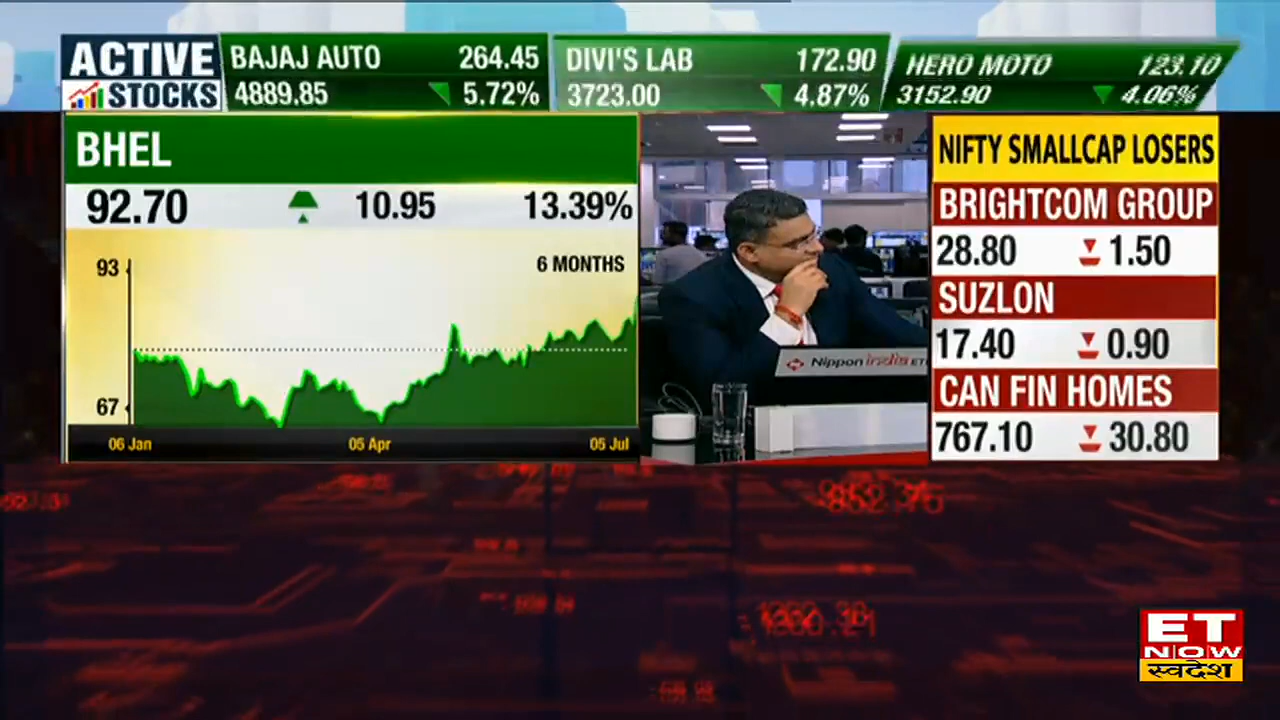 ACTIVE
STOCKS
BAJAJ AUTO 264.45
4889.85 5.72%
DIVI'S LAB 172.90
3723.00 4.87%
HERO MOTO 123.10
3152.90 4.06%
BHEL
92.70 10.95 13.39%
93
6 MONTHS
67
06 Jan 05 Apr 05 Jul
Nippon india ET
NIFTY SMALLCAP LOSERS
BRIGHTCOM GROUP
28.80 1.50
SUZLON
17.40 0.90
CAN FIN HOMES
767.10 30.80
ET
NOW
स्वदेश